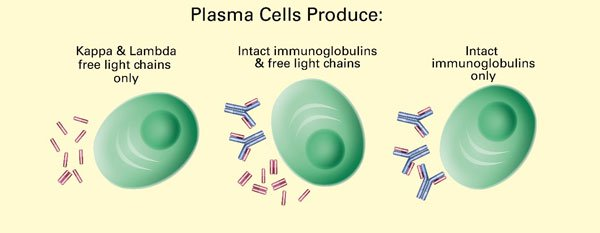 Plasma Cells Produce:
Kappa & Lambda
free light chains
only
Intact immunoglobulins
& free light chains
Intact
immunoglobulins
only